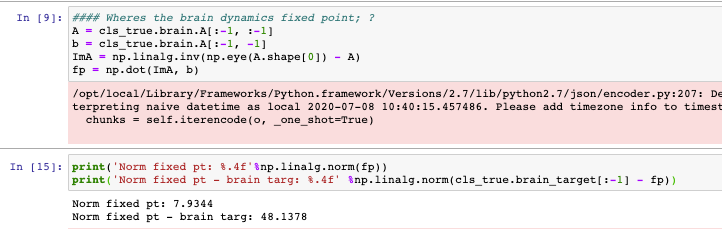 In [9]: #### Wheres the brain dynamics fixed point; ?
A = cls_true.brain.A[:-1, :-1]
b = cls_true.brain.A[:-1, -1]
ImA = np.linalg.inv(np.eye(A.shape[0]) - A)
fp = np.dot(ImA, b)
/opt/local/Library/Frameworks/Python.framework/Versions/2.7/lib/python2.7/json/encoder.py:207: De
terpreting naive datetime as local 2020-07-08 10:40:15.457486. Please add timezone info to timest
chunks = self.iterencode(o, _one_shot=True)
In [15]: print('Norm fixed pt: %.4f'%np.linalg.norm(fp))
print('Norm fixed pt - brain targ: %.4f' %np.linalg.norm(cls_true.brain_target[:-1] - fp))
Norm fixed pt: 7.9344
Norm fixed pt - brain targ: 48.1378